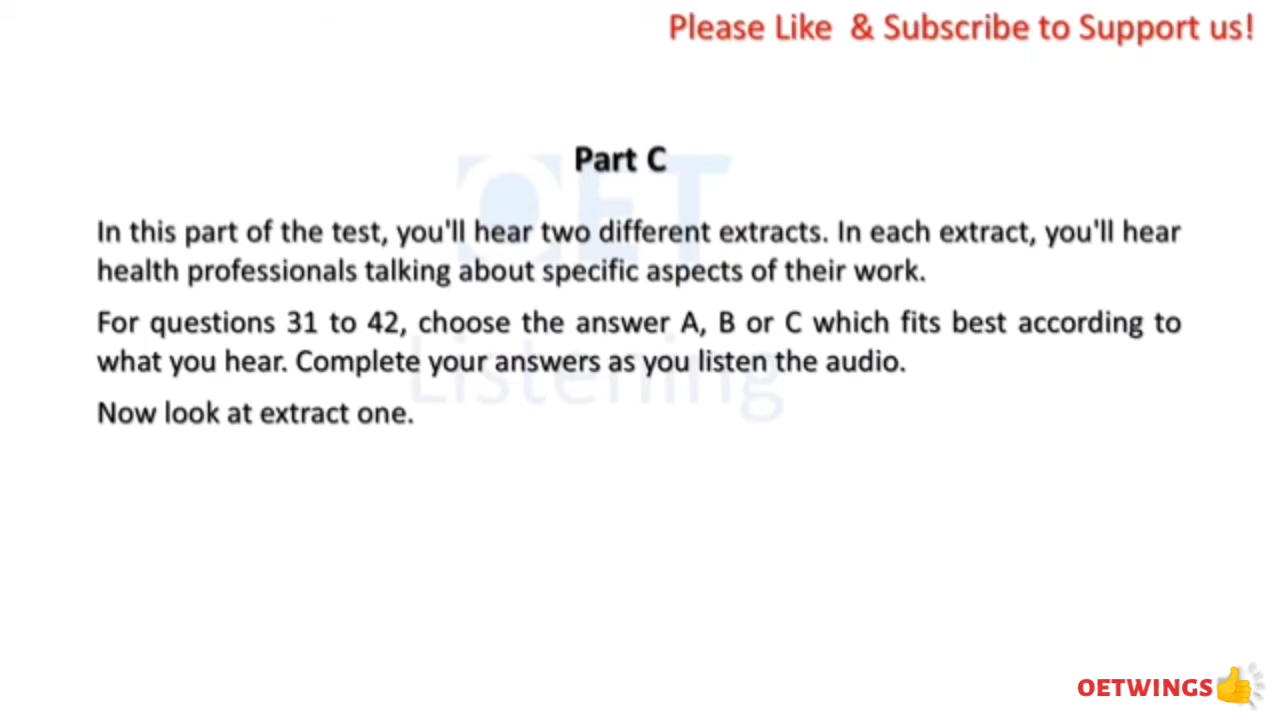 Please Like & Subscribe to Support us!
Part C
OET
Listening
In this part of the test, you'll hear two different extracts. In each extract, you'll hear
health professionals talking about specific aspects of their work.
For questions 31 to 42, choose the answer A, B or C which fits best according to
what you hear. Complete your answers as you listen the audio.
Now look at extract one.
OETWINGS